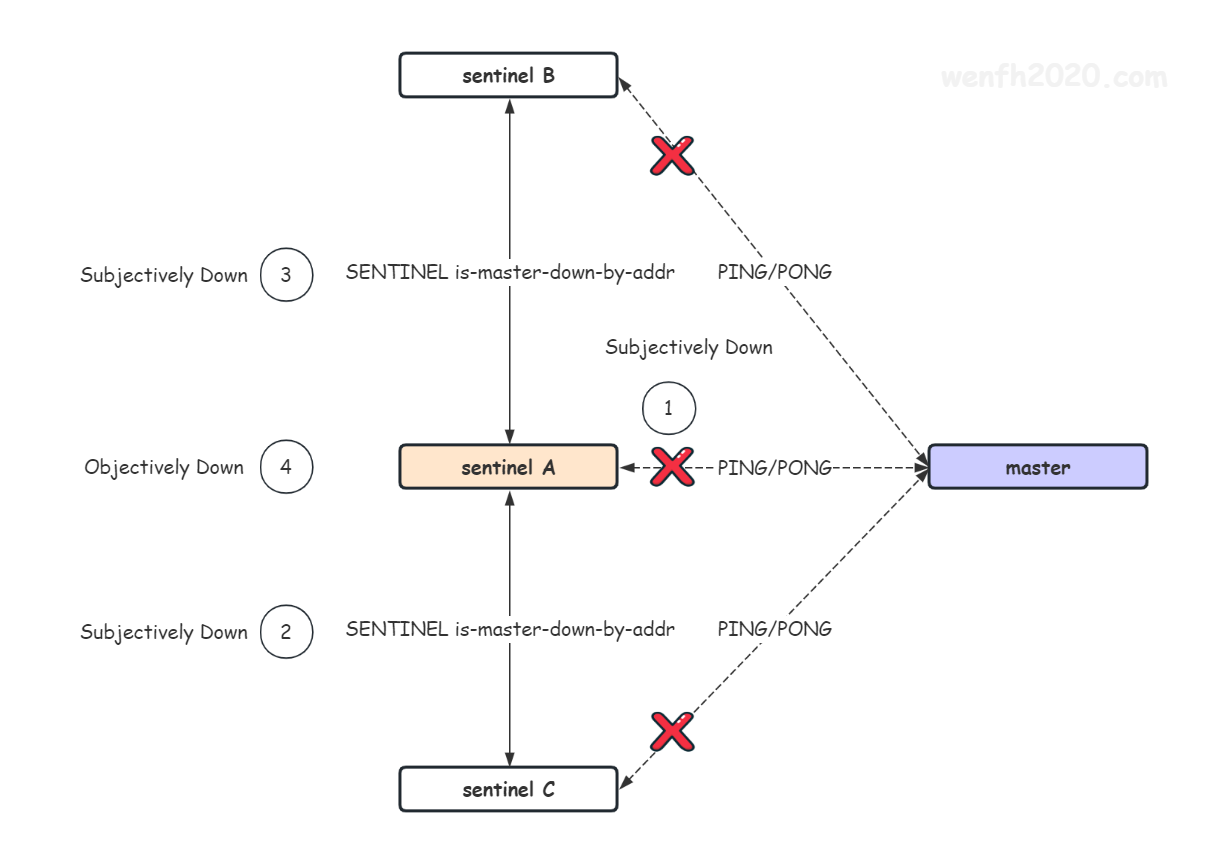 sentinel B
wenfh2020.com
Subjectively Down
3
SENTINEL is-master-down-by-addr
PING/PONG
Subjectively Down
1
Objectively Down
4
sentinel A
PING/PONG
master
Subjectively Down
2
SENTINEL is-master-down-by-addr
PING/PONG
sentinel C